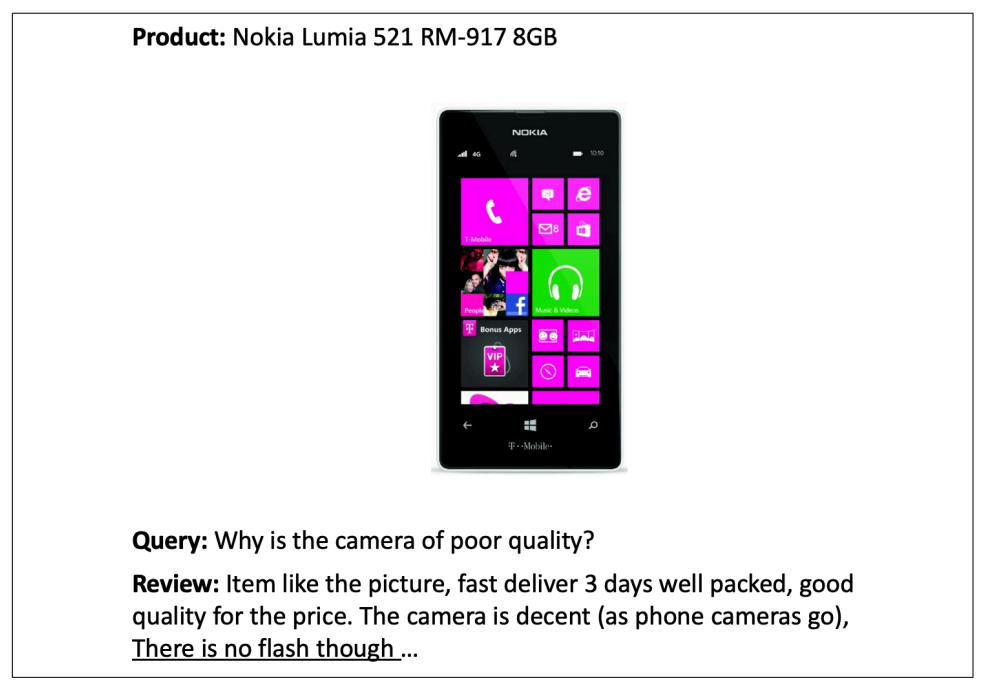 Product: Nokia Lumia 521 RM-917 8GB
NOKIA
4G 10:10
T-Mobile
8
People
Music & Videos
Bonus Apps
VIP
T··Mobile·
Query: Why is the camera of poor quality?
Review: Item like the picture, fast deliver 3 days well packed, good
quality for the price. The camera is decent (as phone cameras go),
There is no flash though ...